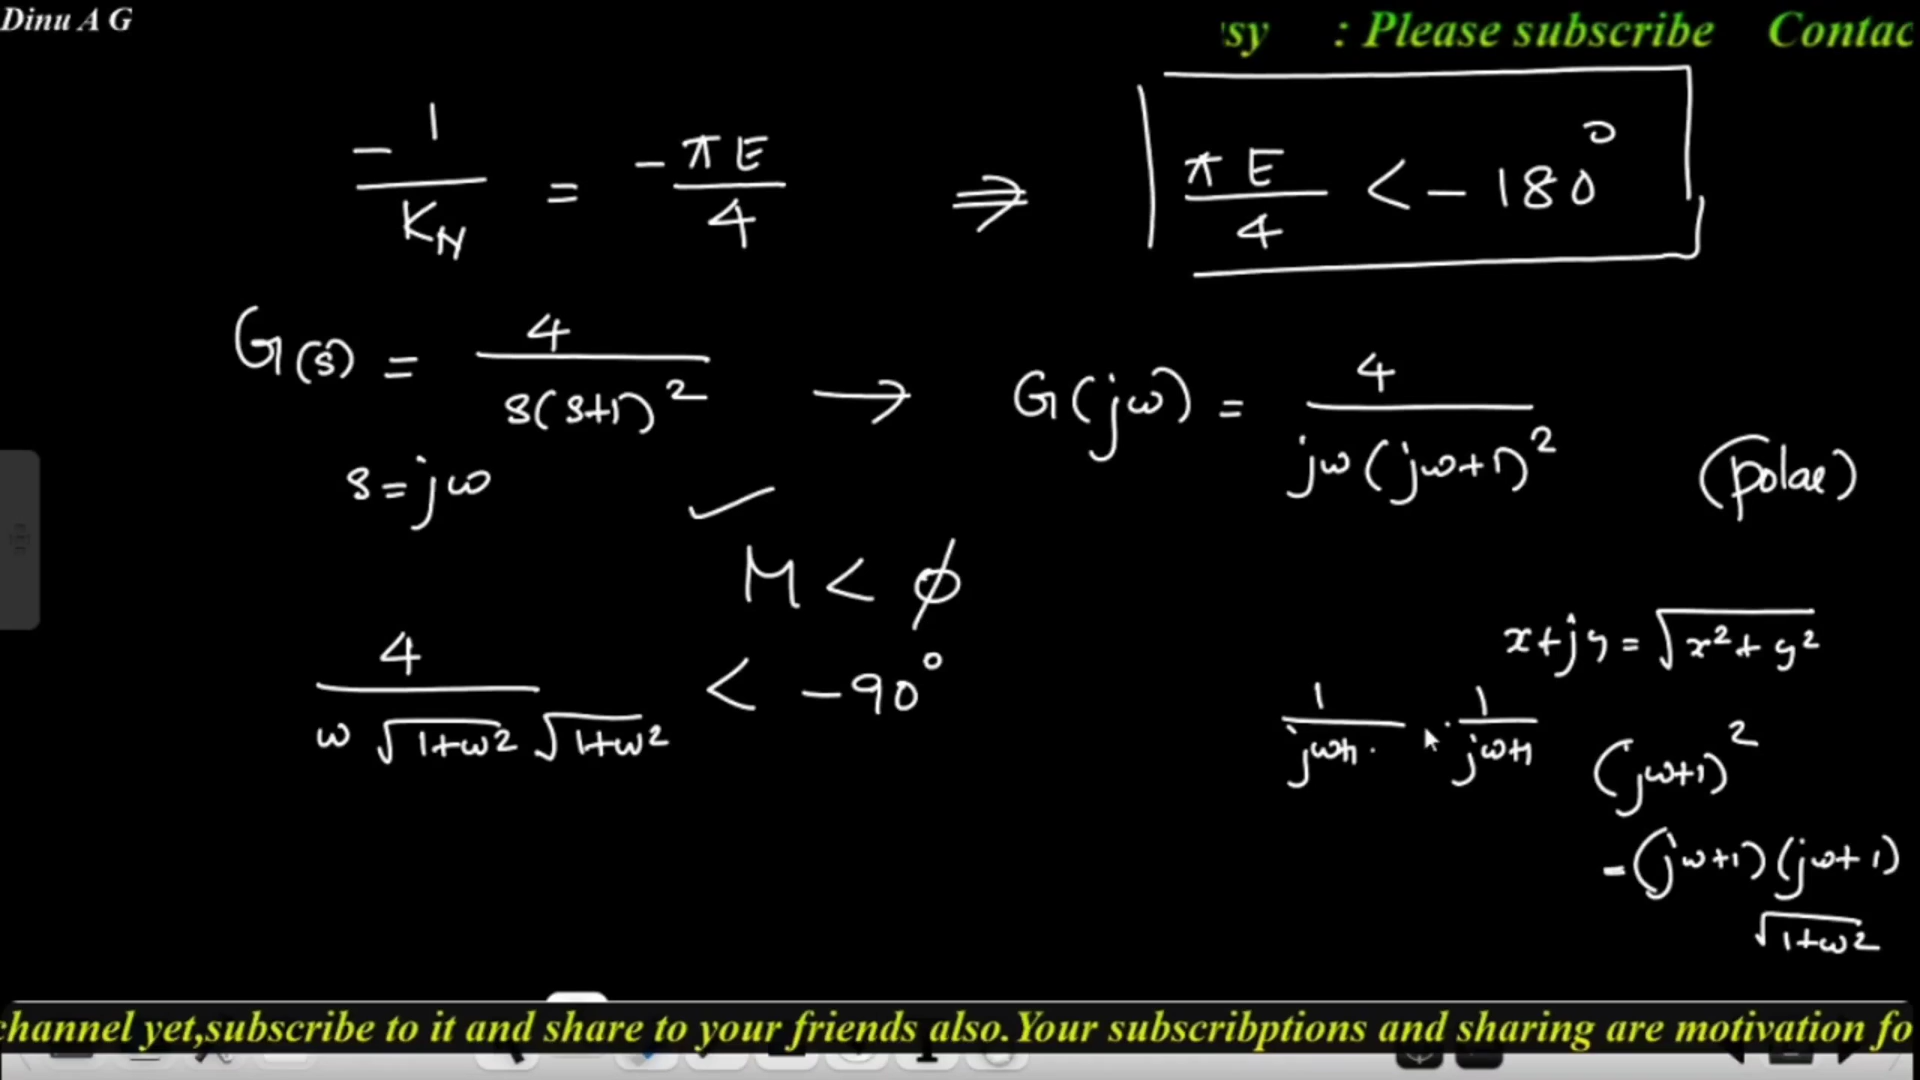 Dinu A G
sy : Please subscribe Contac
-1/K_N = -πE/4 ⇒ πE/4 < -180°
G(s) = 4/s(s+1)² → G(jω) = 4/jω(jω+1)² (polar)
s=jω ✓
M < ϕ
x+jy = √x²+y²
4/ω√1+ω² √1+ω² < -90°
1/jω+1 . 1/jω+1 (jω+1)²
=(jω+1)(jω+1)
√1+ω²
channel yet,subscribe to it and share to your friends also.Your subscribptions and sharing are motivation fo